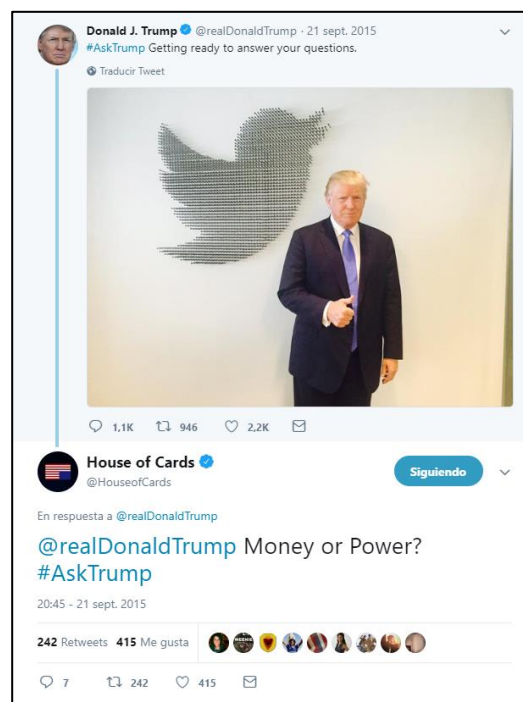 Donald J. Trump @realDonaldTrump · 21 sept. 2015
#AskTrump Getting ready to answer your questions.
Traducir Tweet
1,1K 946 2,2K
House of Cards
@HouseofCards
Siguiendo
En respuesta a @realDonaldTrump
@realDonaldTrump Money or Power?
#AskTrump
20:45 - 21 sept. 2015
242 Retweets 415 Me gusta
7 242 415